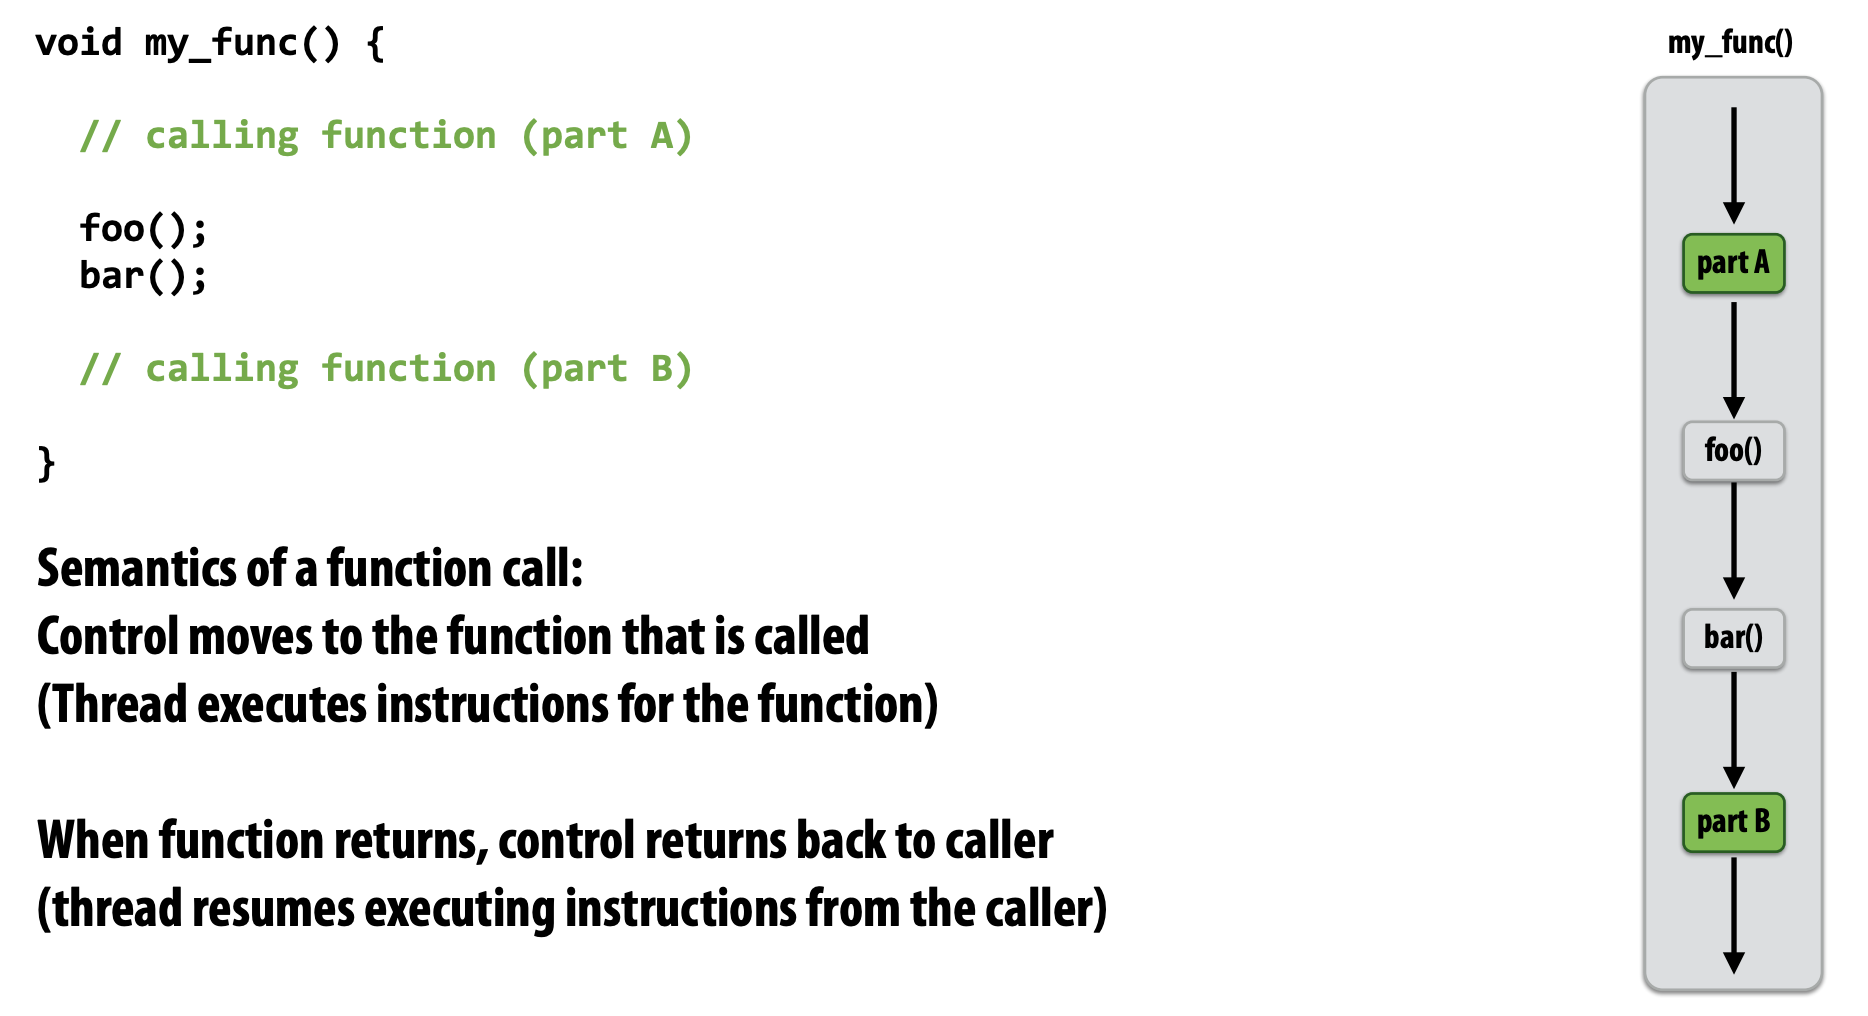 void my_func() {
// calling function (part A)
foo();
bar();
// calling function (part B)
}
Semantics of a function call:
Control moves to the function that is called
(Thread executes instructions for the function)
When function returns, control returns back to caller
(thread resumes executing instructions from the caller)
my_func()
part A
foo()
bar()
part B